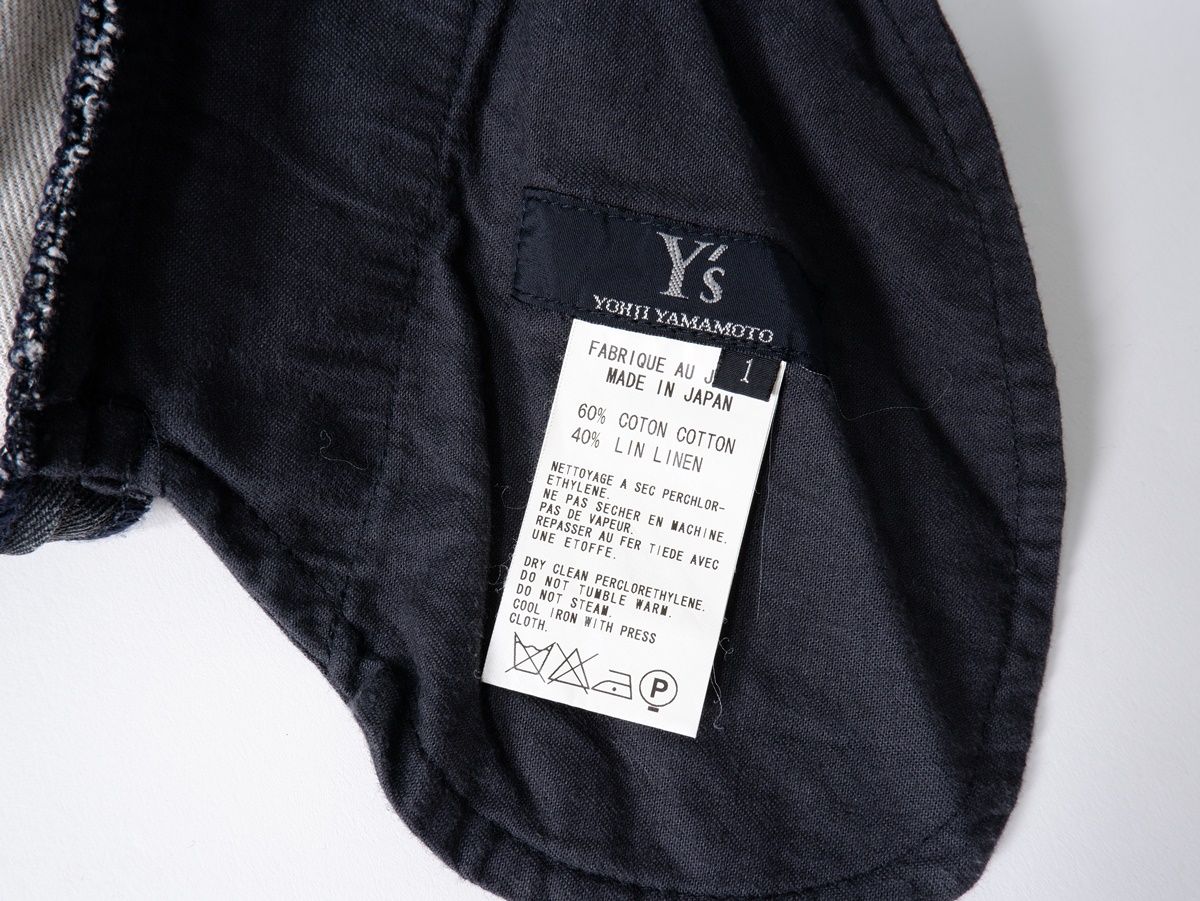 Y's
YOHJI YAMAMOTO
1
FABRIQUE AU J
MADE IN JAPAN
60% COTON COTTON
40% LIN LINEN
NETTOYAGE A SEC PERCHLOR-
ETHYLENE.
NE PAS SECHER EN MACHINE.
PAS DE VAPEUR.
REPASSER AU FER TIEDE AVEC
UNE ETOFFE.
DRY CLEAN PERCLORETHYLENE.
DO NOT TUMBLE WARM.
DO NOT STEAM.
COOL IRON WITH PRESS
CLOTH.
P